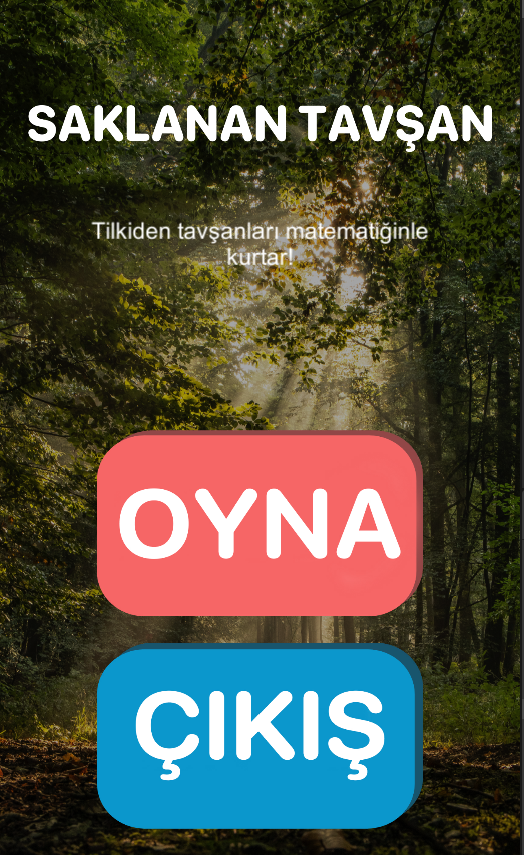 SAKLANAN TAVŞAN
Tilkiden tavşanları matematiğinle
kurtar!
OYNA
ÇIKIŞ